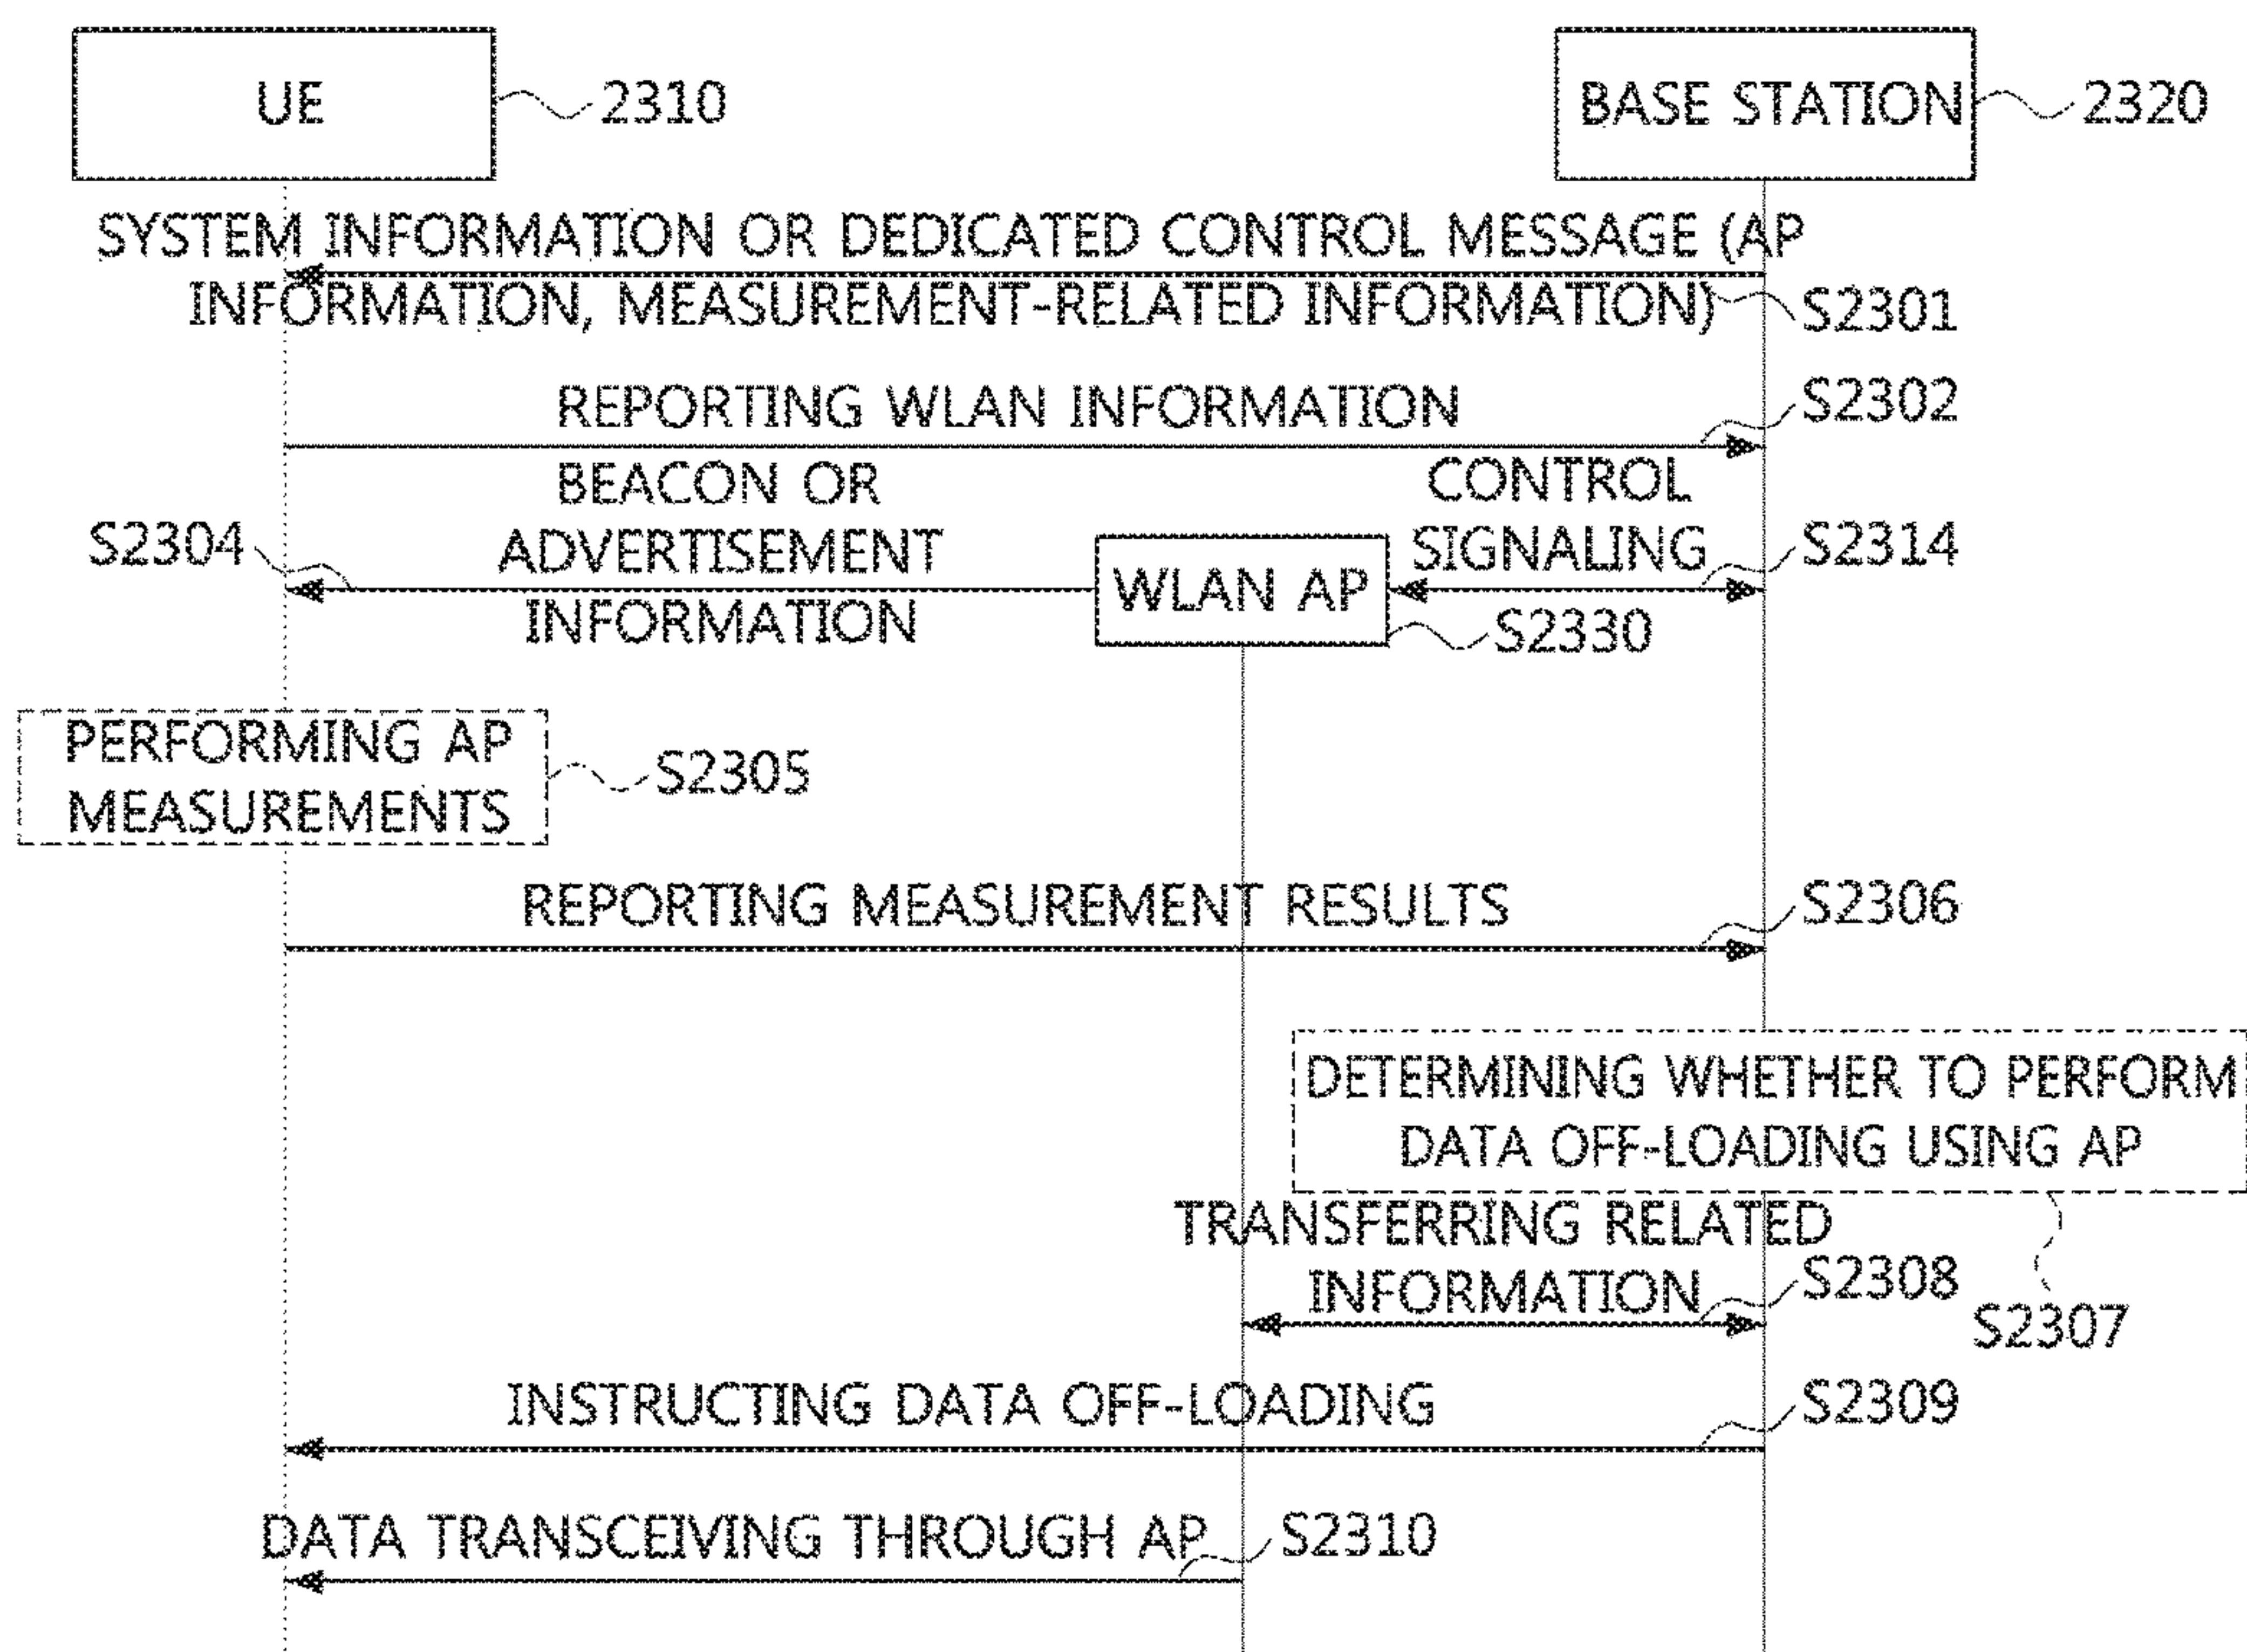 UE
2310
BASE STATION
2320
SYSTEM INFORMATION OR DEDICATED CONTROL MESSAGE (AP
INFORMATION, MEASUREMENT-RELATED INFORMATION)
S2301
REPORTING WLAN INFORMATION
S2302
BEACON OR
ADVERTISEMENT
INFORMATION
S2304
CONTROL
SIGNALING
S2314
WLAN AP
S2330
PERFORMING AP
MEASUREMENTS
S2305
REPORTING MEASUREMENT RESULTS
S2306
DETERMINING WHETHER TO PERFORM
DATA OFF-LOADING USING AP
S2307
TRANSFERRING RELATED
INFORMATION
S2308
INSTRUCTING DATA OFF-LOADING
S2309
DATA TRANSCEIVING THROUGH AP
S2310